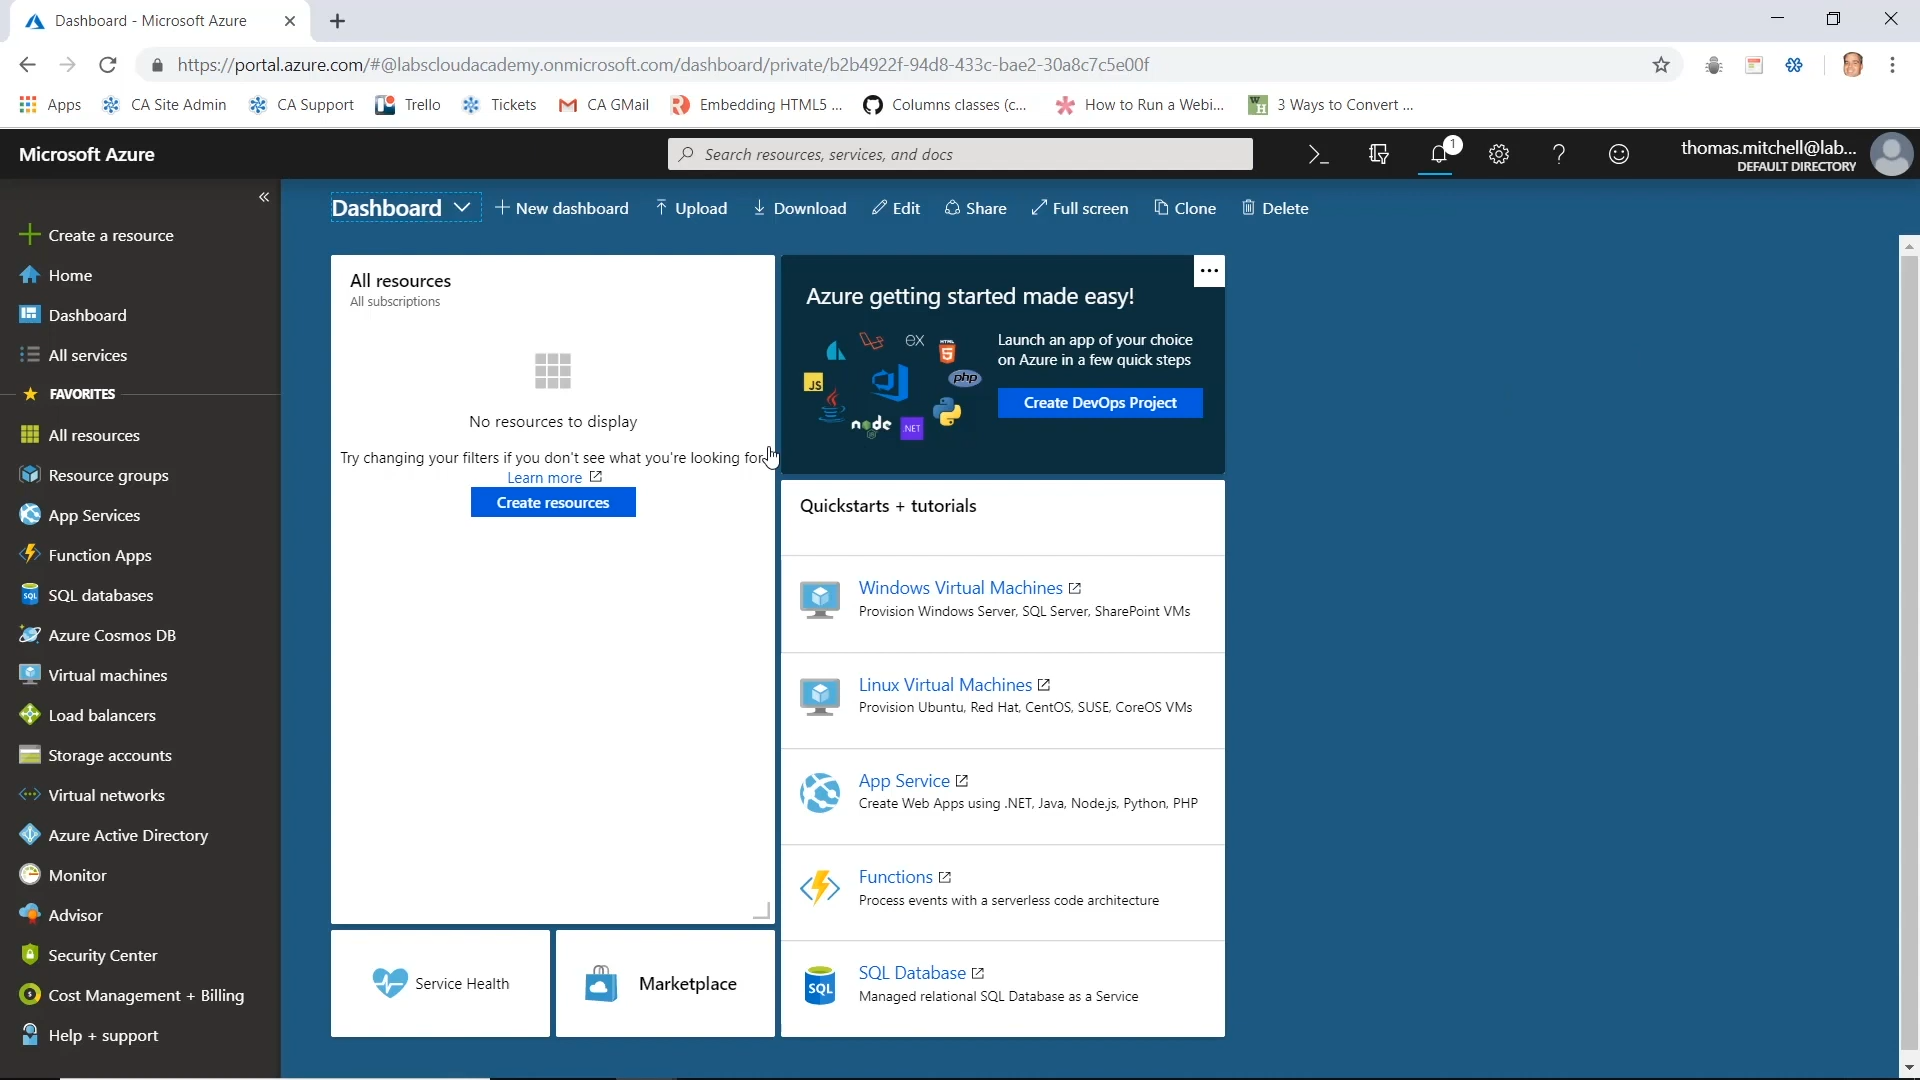 Dashboard - Microsoft Azure
https://portal.azure.com/#@labscloudacademy.onmicrosoft.com/dashboard/private/b2b4922f-94d8-433c-bae2-30a8c7c5e00f
Apps CA Site Admin CA Support Trello Tickets CA GMail Embedding HTML5 ... Columns classes (c... How to Run a Webi... 3 Ways to Convert ...
Microsoft Azure
Search resources, services, and docs
1
thomas.mitchell@lab...
DEFAULT DIRECTORY
Create a resource
Home
Dashboard
All services
FAVORITES
All resources
Resource groups
App Services
Function Apps
SQL databases
Azure Cosmos DB
Virtual machines
Load balancers
Storage accounts
Virtual networks
Azure Active Directory
Monitor
Advisor
Security Center
Cost Management + Billing
Help + support
Dashboard New dashboard Upload Download Edit Share Full screen Clone Delete
All resources
All subscriptions
No resources to display
Try changing your filters if you don't see what you're looking for.
Learn more
Create resources
Service Health
Marketplace
Azure getting started made easy!
EX
HTML
5
JS
php
node
.NET
Launch an app of your choice
on Azure in a few quick steps
Create DevOps Project
Quickstarts + tutorials
Windows Virtual Machines
Provision Windows Server, SQL Server, SharePoint VMs
Linux Virtual Machines
Provision Ubuntu, Red Hat, CentOS, SUSE, CoreOS VMs
App Service
Create Web Apps using .NET, Java, Node.js, Python, PHP
Functions
Process events with a serverless code architecture
SQL
SQL Database
Managed relational SQL Database as a Service